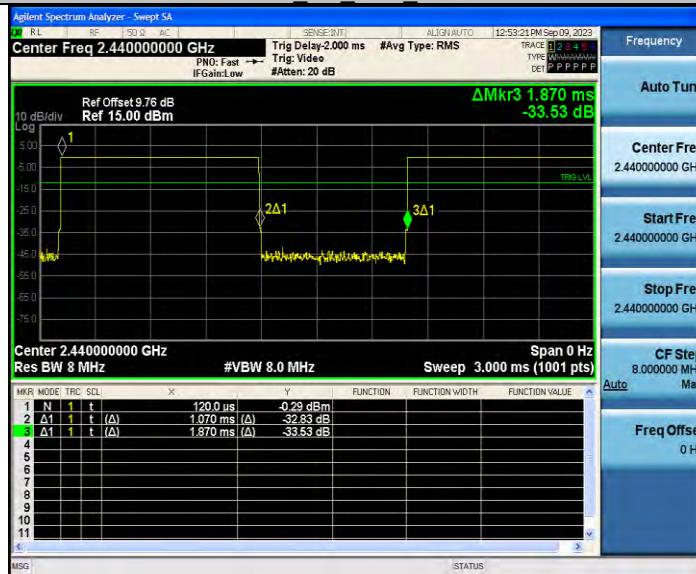 Agilent Spectrum Analyzer - Swept SA
RL RF 50 Ω AC SENSE:INT ALIGN AUTO 12:53:21 PM Sep 09, 2023
Center Freq 2.440000000 GHz
Trig Delay-2.000 ms #Avg Type: RMS
TRACE 1 2 3 4 5 6
PNO: Fast Trig: Video
TYPE
IFGain:Low #Atten: 20 dB
DET P P P P P P
ΔMkr3 1.870 ms
-33.53 dB
Ref Offset 9.76 dB
10 dB/div Ref 15.00 dBm
Log
5.00
-5.00
-15.0
-25.0
-35.0
-45.0
-55.0
-65.0
-75.0
1
2Δ1
3Δ1
TRIG LVL
Center 2.440000000 GHz Span 0 Hz
Res BW 8 MHz #VBW 8.0 MHz Sweep 3.000 ms (1001 pts)
MKR MODE TRC SCL X Y FUNCTION FUNCTION WIDTH FUNCTION VALUE
1 N 1 t 120.0 us -0.29 dBm
2 Δ1 1 t (Δ) 1.070 ms (Δ) -32.83 dB
3 Δ1 1 t (Δ) 1.870 ms (Δ) -33.53 dB
4
5
6
7
8
9
10
11
MSG STATUS
Frequency
Auto Tun
Center Fre
2.440000000 GH
Start Fre
2.440000000 GH
Stop Fre
2.440000000 GH
CF Ste
8.000000 MH
Auto Ma
Freq Offse
0 H